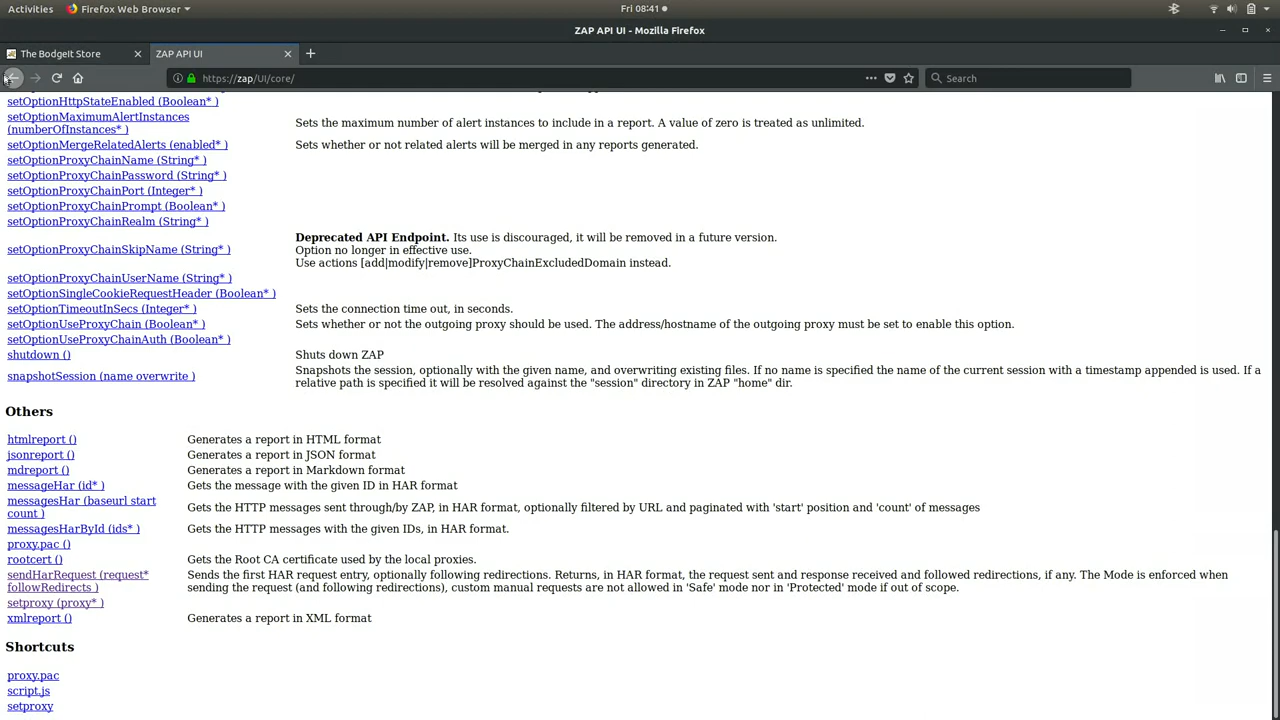 Activities Firefox Web Browser Fri 08:41
ZAP API UI - Mozilla Firefox
The BodgeIt Store ZAP API UI
https://zap/UI/core/ Search
setOptionHttpStateEnabled (Boolean* )
setOptionMaximumAlertInstances
(numberOfInstances* ) Sets the maximum number of alert instances to include in a report. A value of zero is treated as unlimited.
setOptionMergeRelatedAlerts (enabled* ) Sets whether or not related alerts will be merged in any reports generated.
setOptionProxyChainName (String* )
setOptionProxyChainPassword (String* )
setOptionProxyChainPort (Integer* )
setOptionProxyChainPrompt (Boolean* )
setOptionProxyChainRealm (String* )
Deprecated API Endpoint. Its use is discouraged, it will be removed in a future version.
setOptionProxyChainSkipName (String* ) Option no longer in effective use.
Use actions [add|modify|remove]ProxyChainExcludedDomain instead.
setOptionProxyChainUserName (String* )
setOptionSingleCookieRequestHeader (Boolean* )
setOptionTimeoutInSecs (Integer* ) Sets the connection time out, in seconds.
setOptionUseProxyChain (Boolean* ) Sets whether or not the outgoing proxy should be used. The address/hostname of the outgoing proxy must be set to enable this option.
setOptionUseProxyChainAuth (Boolean* )
shutdown () Shuts down ZAP
snapshotSession (name overwrite ) Snapshots the session, optionally with the given name, and overwriting existing files. If no name is specified the name of the current session with a timestamp appended is used. If a
relative path is specified it will be resolved against the "session" directory in ZAP "home" dir.
Others
htmlreport () Generates a report in HTML format
jsonreport () Generates a report in JSON format
mdreport () Generates a report in Markdown format
messageHar (id* ) Gets the message with the given ID in HAR format
messagesHar (baseurl start
count ) Gets the HTTP messages sent through/by ZAP, in HAR format, optionally filtered by URL and paginated with 'start' position and 'count' of messages
messagesHarById (ids* ) Gets the HTTP messages with the given IDs, in HAR format.
proxy.pac ()
rootcert () Gets the Root CA certificate used by the local proxies.
sendHarRequest (request* Sends the first HAR request entry, optionally following redirections. Returns, in HAR format, the request sent and response received and followed redirections, if any. The Mode is enforced when
followRedirects ) sending the request (and following redirections), custom manual requests are not allowed in 'Safe' mode nor in 'Protected' mode if out of scope.
setproxy (proxy* )
xmlreport () Generates a report in XML format
Shortcuts
proxy.pac
script.js
setproxy